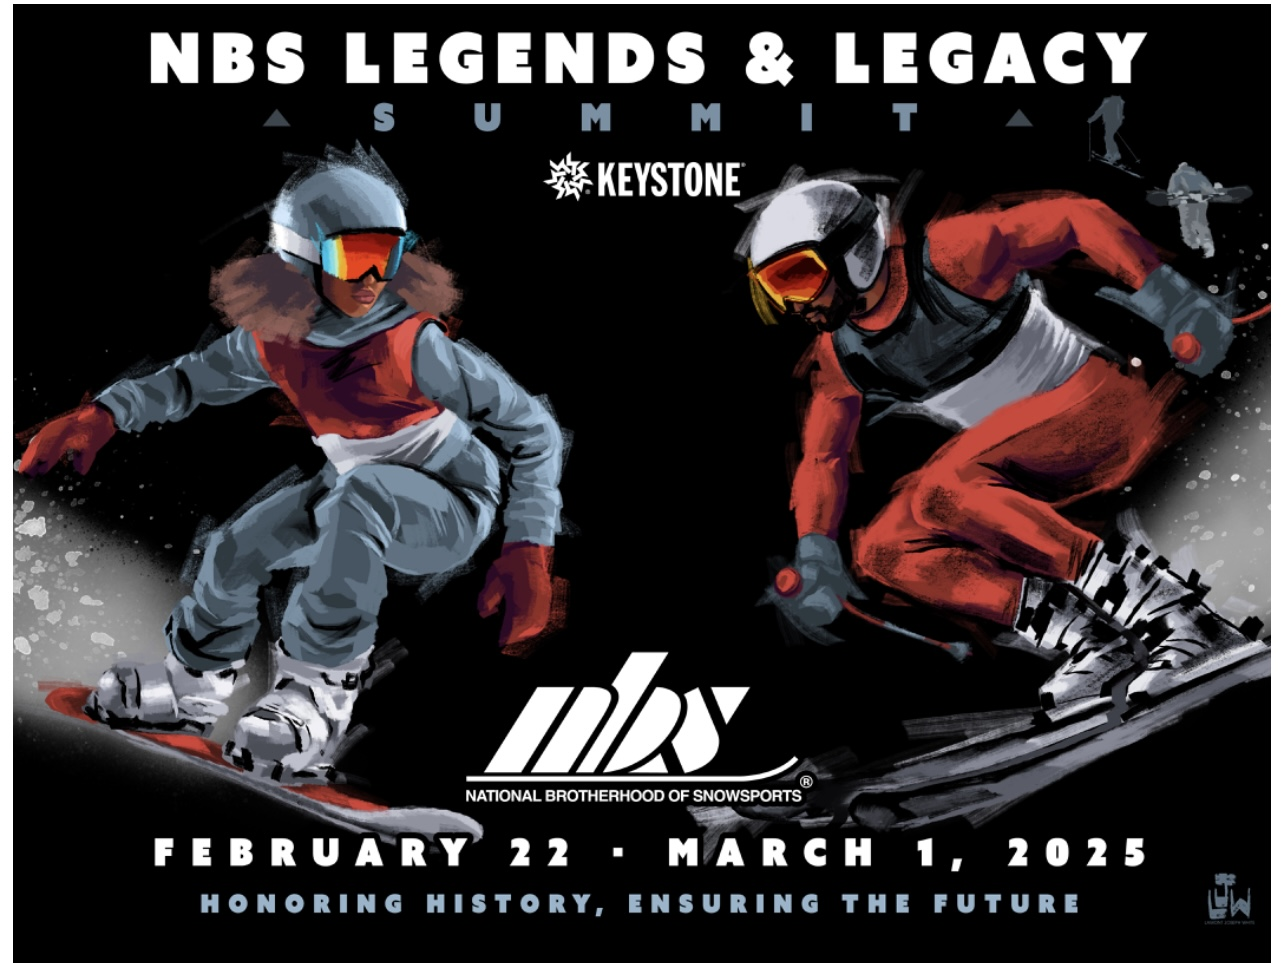 NBS LEGENDS & LEGACY
SUMMIT
KEYSTONE
nbs
NATIONAL BROTHERHOOD OF SNOWSPORTS®
FEBRUARY 22 · MARCH 1, 2025
HONORING HISTORY, ENSURING THE FUTURE